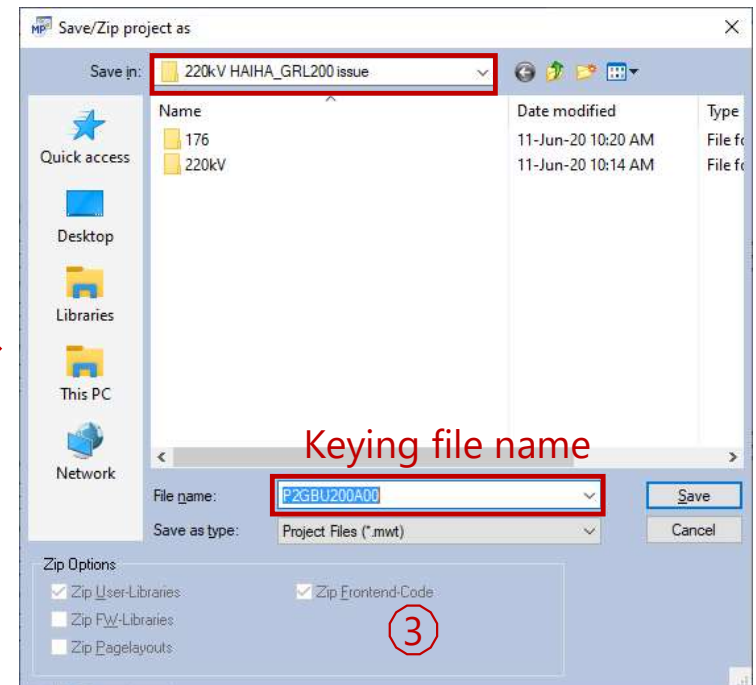 MP Save/Zip project as
Save in: 220kV HAIHA_GRL200 issue
Name Date modified Type
176 11-Jun-20 10:20 AM File fo
220kV 11-Jun-20 10:14 AM File fo
Quick access
Desktop
Libraries
This PC
Network
Keying file name
File name: P2GBU200A00 Save
Save as type: Project Files (*.mwt) Cancel
Zip Options
Zip User-Libraries Zip Frontend-Code
Zip FW-Libraries
Zip Pagelayouts
3